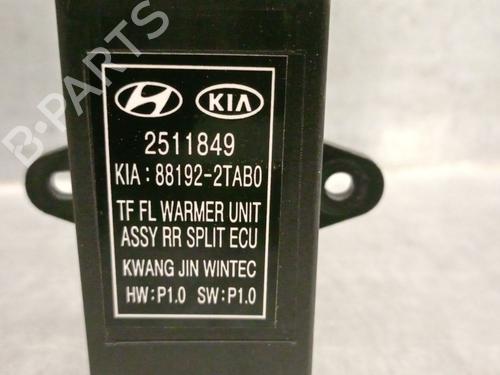 B-PARTS
KIA
2511849
KIA : 88192-2TAB0
TF FL WARMER UNIT
ASSY RR SPLIT ECU
KWANG JIN WINTEC
HW:P1.0 SW:P1.0